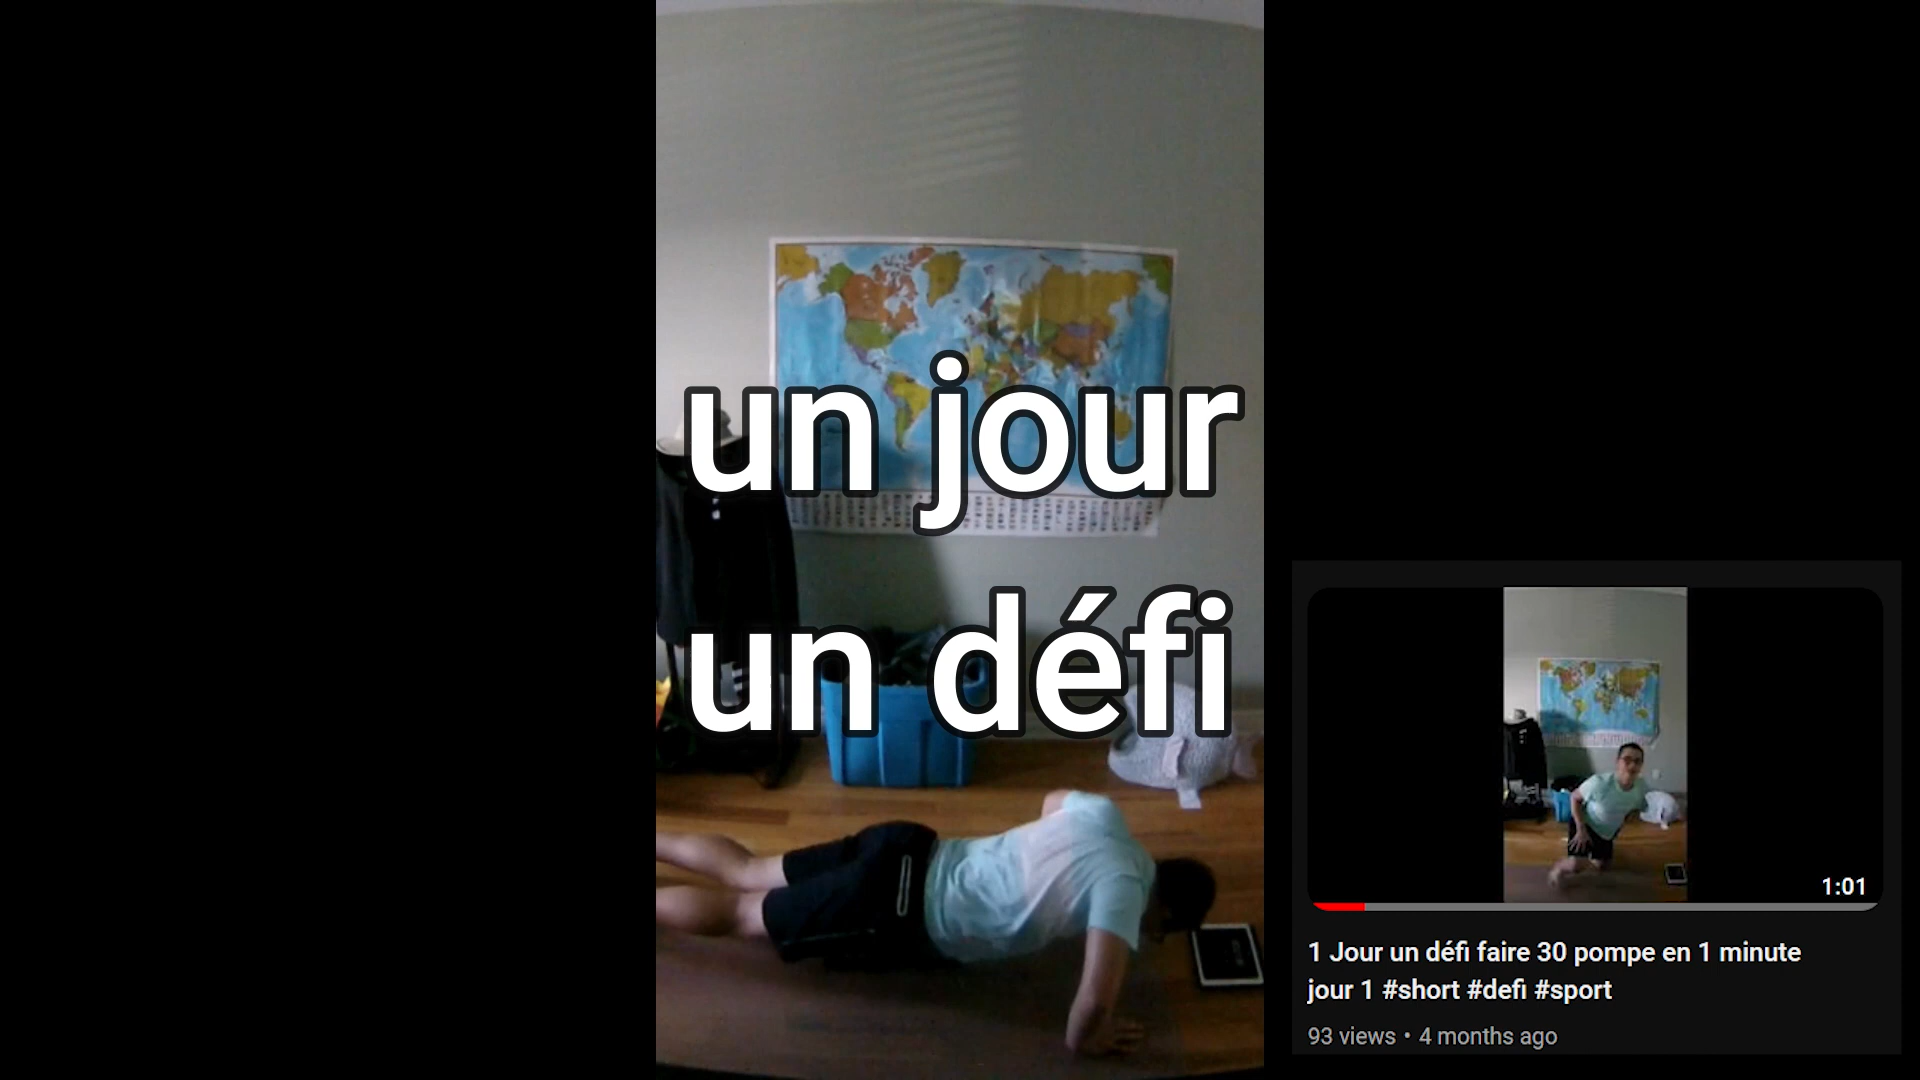 un jour
un défi
1:01
1 Jour un défi faire 30 pompe en 1 minute
jour 1 #short #defi #sport
93 views • 4 months ago